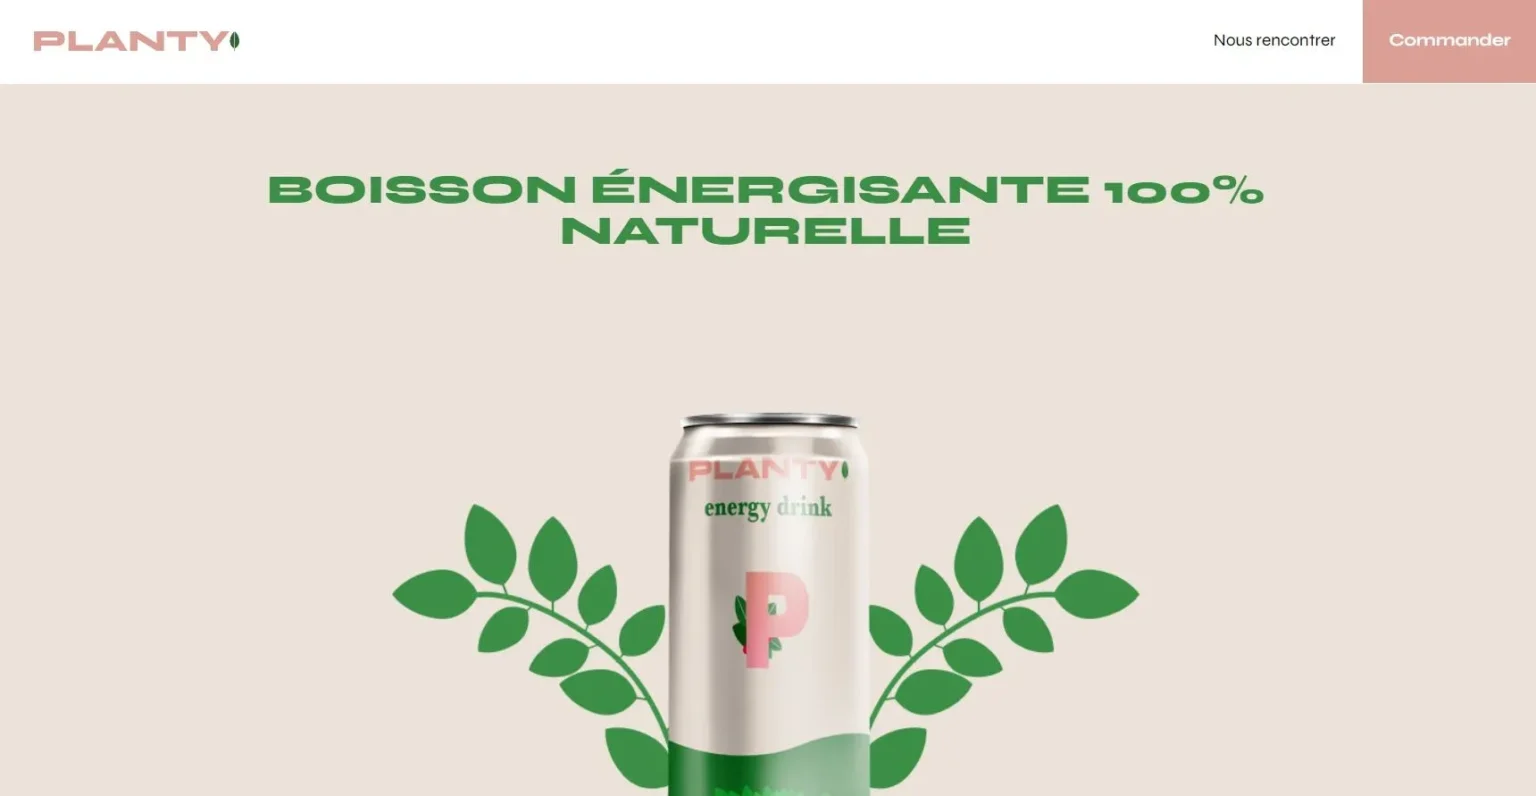 PLANTY
Nous rencontrer
Commander
BOISSON ÉNERGISANTE 100%
NATURELLE
PLANTY
energy drink
P